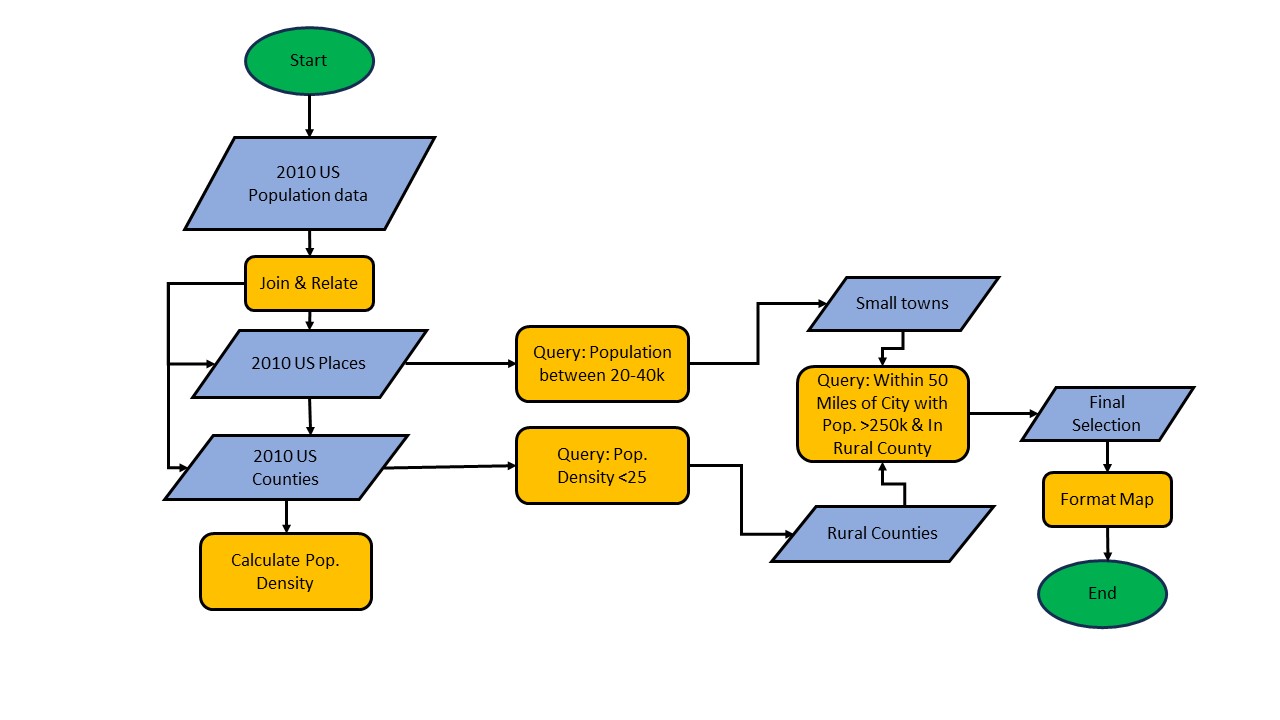 Start
2010 US
Population data
Join & Relate
2010 US Places
2010 US
Counties
Calculate Pop.
Density
Query: Population
between 20-40k
Query: Pop.
Density <25
Small towns
Query: Within 50
Miles of City with
Pop. >250k & In
Rural County
Rural Counties
Final
Selection
Format Map
End